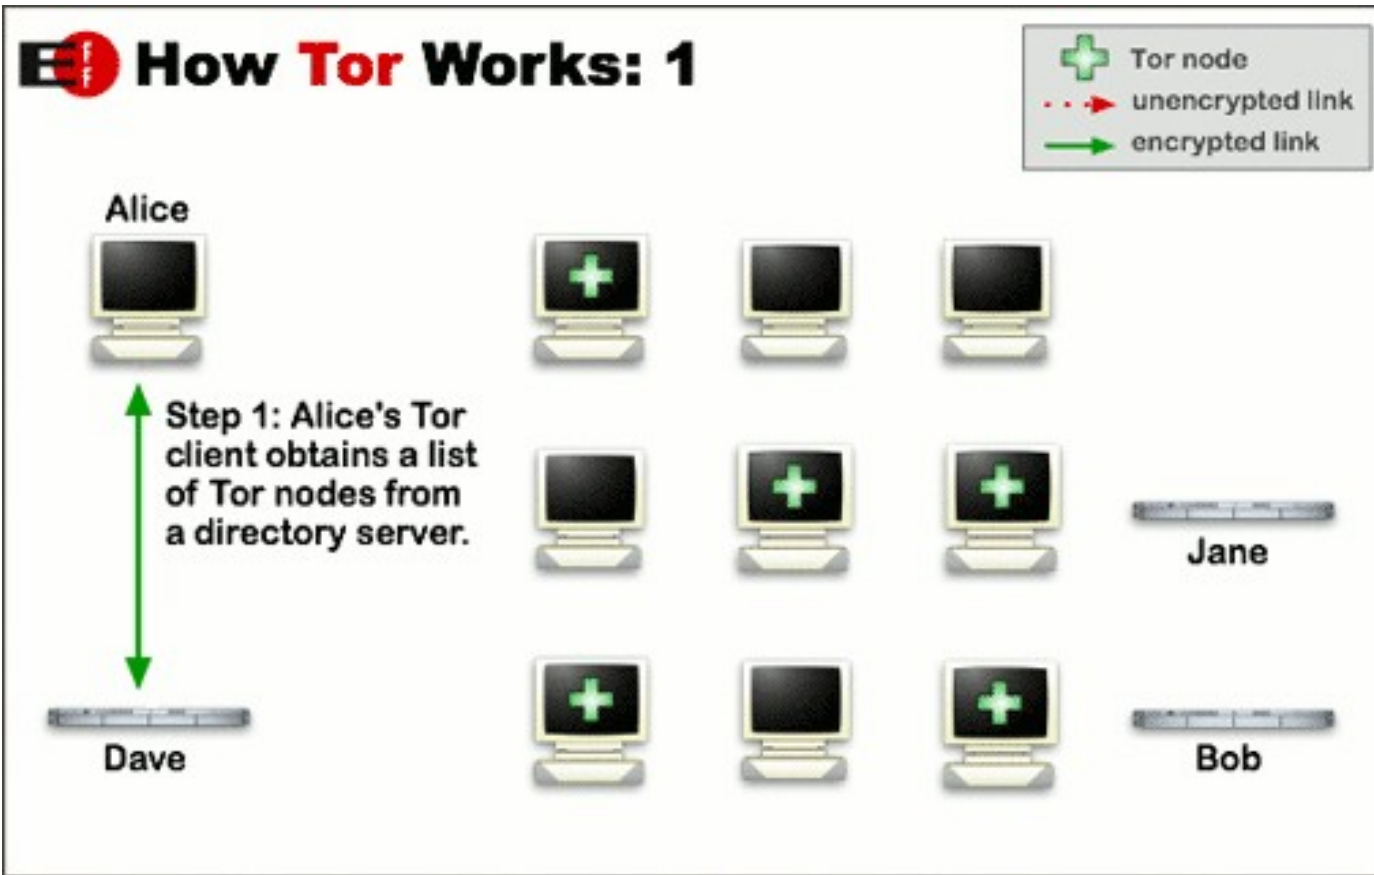 EFF How Tor Works: 1
Tor node
unencrypted link
encrypted link
Alice
Step 1: Alice's Tor
client obtains a list
of Tor nodes from
a directory server.
Jane
Dave
Bob